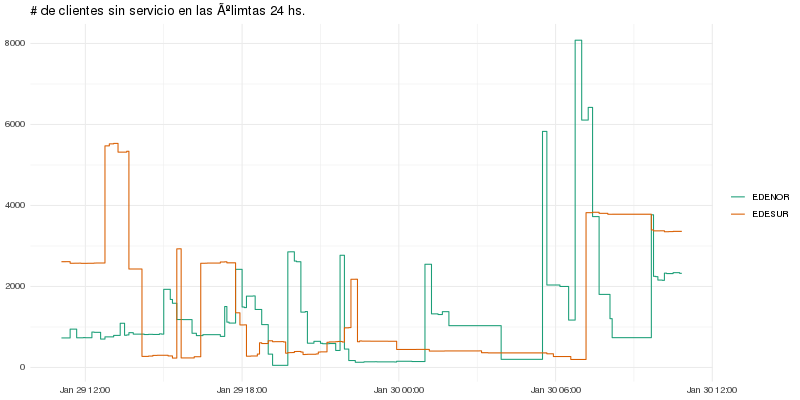 # de clientes sin servicio en las Ãºlimtas 24 hs.
8000
6000
4000
2000
0
Jan 29 12:00
Jan 29 18:00
Jan 30 00:00
Jan 30 06:00
Jan 30 12:00
EDENOR
EDESUR